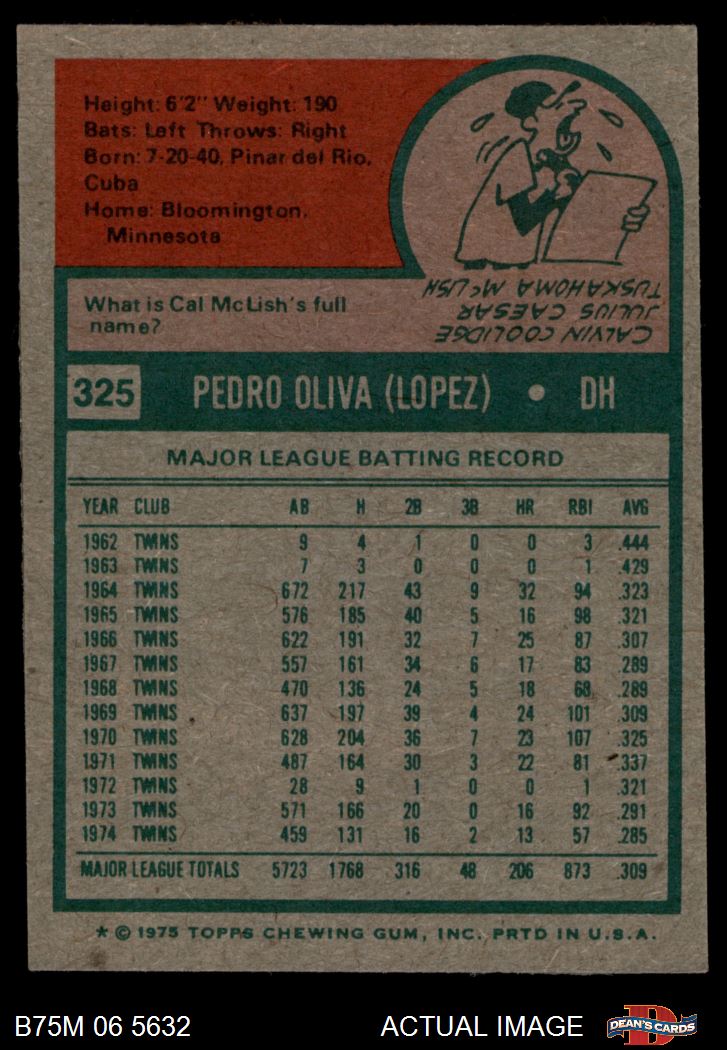 Height: 6'2" Weight: 190
Bats: Left Throws: Right
Born: 7-20-40, Pinar del Rio,
Cuba
Home: Bloomington,
Minnesota
What is Cal McLish's full
name?
CALVIN COOLIDGE
JULIUS CAESAR
TUSKAHOMA McLISH
325 PEDRO OLIVA (LOPEZ) • DH
MAJOR LEAGUE BATTING RECORD
YEAR CLUB AB H 2B 3B HR RBI AVG
1962 TWINS 9 4 1 0 0 3 .444
1963 TWINS 7 3 0 0 0 1 .429
1964 TWINS 672 217 43 9 32 94 .323
1965 TWINS 576 185 40 5 16 98 .321
1966 TWINS 622 191 32 7 25 87 .307
1967 TWINS 557 161 34 6 17 83 .289
1968 TWINS 470 136 24 5 18 68 .289
1969 TWINS 637 197 39 4 24 101 .309
1970 TWINS 628 204 36 7 23 107 .325
1971 TWINS 487 164 30 3 22 81 .337
1972 TWINS 28 9 1 0 0 1 .321
1973 TWINS 571 166 20 0 16 92 .291
1974 TWINS 459 131 16 2 13 57 .285
MAJOR LEAGUE TOTALS 5723 1768 316 48 206 873 .309
* © 1975 TOPPS CHEWING GUM, INC. PRTD IN U.S.A.
B75M 06 5632 ACTUAL IMAGE
D
DEAN'S CARDS